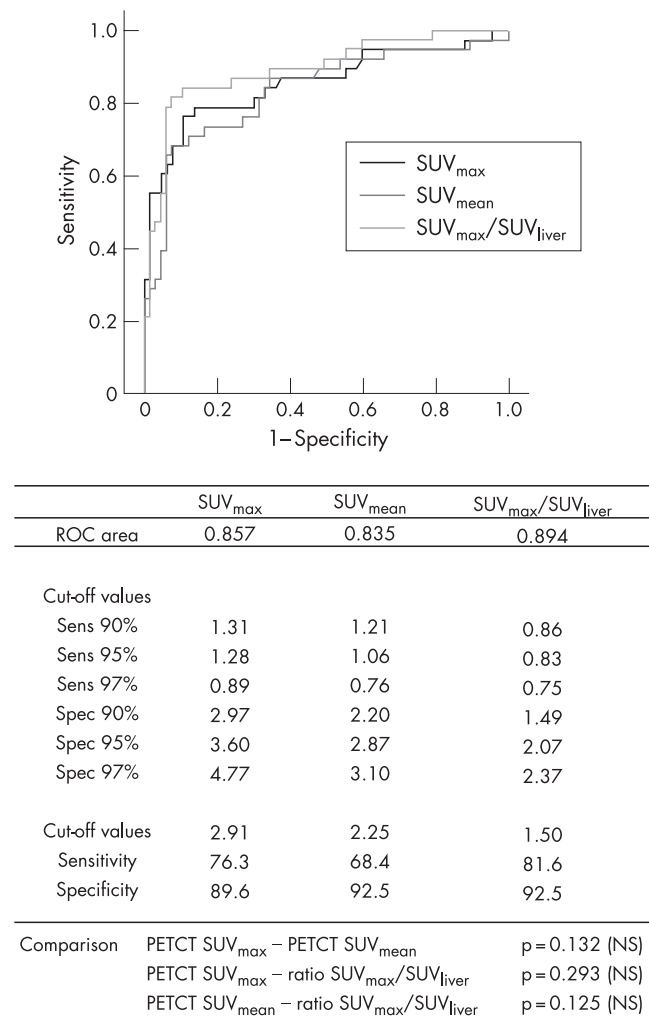 1.0
0.8
0.6
0.4
0.2
0
Sensitivity
0 0.2 0.4 0.6 0.8 1.0
1–Specificity
SUVmax
SUVmean
SUVmax/SUVliver
SUVmax SUVmean SUVmax/SUVliver
ROC area 0.857 0.835 0.894
Cut-off values
Sens 90% 1.31 1.21 0.86
Sens 95% 1.28 1.06 0.83
Sens 97% 0.89 0.76 0.75
Spec 90% 2.97 2.20 1.49
Spec 95% 3.60 2.87 2.07
Spec 97% 4.77 3.10 2.37
Cut-off values 2.91 2.25 1.50
Sensitivity 76.3 68.4 81.6
Specificity 89.6 92.5 92.5
Comparison PETCT SUVmax – PETCT SUVmean p=0.132 (NS)
PETCT SUVmax – ratio SUVmax/SUVliver p=0.293 (NS)
PETCT SUVmean – ratio SUVmax/SUVliver p=0.125 (NS)